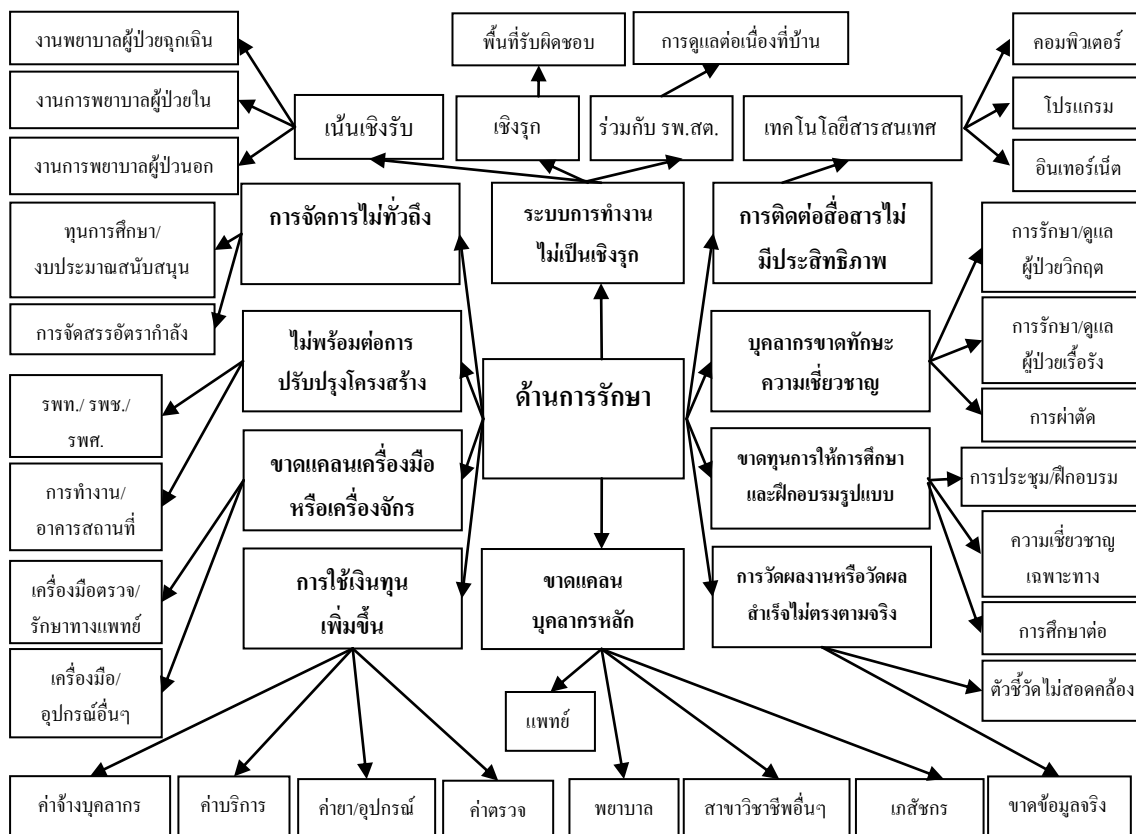 งานพยาบาลผู้ป่วยฉุกเฉิน
พื้นที่รับผิดชอบ
การดูแลต่อเนื่องที่บ้าน
คอมพิวเตอร์
งานการพยาบาลผู้ป่วยใน
เน้นเชิงรับ
เชิงรุก
ร่วมกับ รพ.สต.
เทคโนโลยีสารสนเทศ
โปรแกรม
งานการพยาบาลผู้ป่วนอก
อินเทอร์เน็ต
การจัดการไม่ทั่วถึง
ระบบการทำงาน
ไม่เป็นเชิงรุก
การติดต่อสื่อสารไม่
มีประสิทธิภาพ
ทุนการศึกษา/
งบประมาณสนับสนุน
การรักษา/ดูแล
ผู้ป่วยวิกฤต
การจัดสรรอัตรากำลัง
ไม่พร้อมต่อการ
ปรับปรุงโครงสร้าง
ด้านการรักษา
บุคลากรขาดทักษะ
ความเชี่ยวชาญ
การรักษา/ดูแล
ผู้ป่วยเรื้อรัง
รพท./ รพช./
รพศ.
การผ่าตัด
ขาดแคลนเครื่องมือ
หรือเครื่องจักร
ขาดทุนการให้การศึกษา
และฝึกอบรมรูปแบบ
การประชุม/ฝึกอบรม
การทำงาน/
อาคารสถานที่
ความเชี่ยวชาญ
เฉพาะทาง
เครื่องมือตรวจ/
รักษาทางแพทย์
การใช้เงินทุน
เพิ่มขึ้น
ขาดแคลน
บุคลากรหลัก
การวัดผลงานหรือวัดผล
สำเร็จไม่ตรงตามจริง
การศึกษาต่อ
เครื่องมือ/
อุปกรณ์อื่นๆ
แพทย์
ตัวชี้วัดไม่สอดคล้อง
ค่าจ้างบุคลากร
ค่าบริการ
ค่ายา/อุปกรณ์
ค่าตรวจ
พยาบาล
สาขาวิชาชีพอื่นๆ
เภสัชกร
ขาดข้อมูลจริง